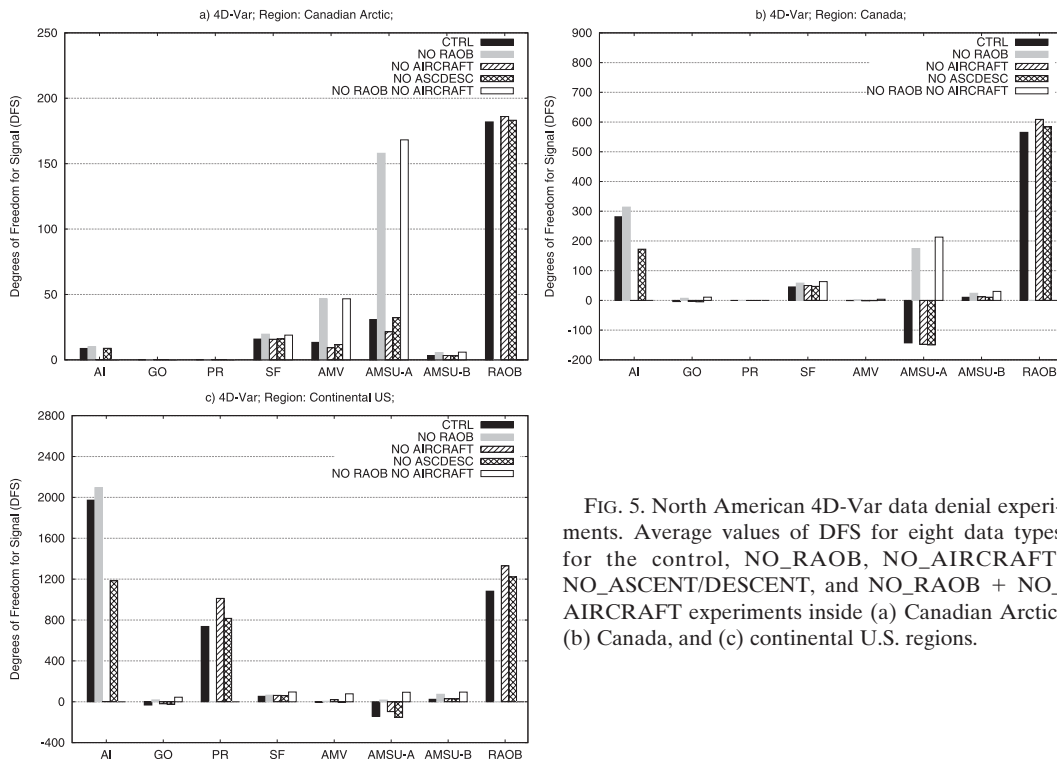 a) 4D-Var; Region: Canadian Arctic;
Degrees of Freedom for Signal (DFS)
250
200
150
100
50
0
CTRL
NO RAOB
NO AIRCRAFT
NO ASCDESC
NO RAOB NO AIRCRAFT
AI GO PR SF AMV AMSU-A AMSU-B RAOB
b) 4D-Var; Region: Canada;
Degrees of Freedom for Signal (DFS)
900
800
700
600
500
400
300
200
100
0
-100
-200
CTRL
NO RAOB
NO AIRCRAFT
NO ASCDESC
NO RAOB NO AIRCRAFT
AI GO PR SF AMV AMSU-A AMSU-B RAOB
c) 4D-Var; Region: Continental US;
Degrees of Freedom for Signal (DFS)
2800
2400
2000
1600
1200
800
400
0
-400
CTRL
NO RAOB
NO AIRCRAFT
NO ASCDESC
NO RAOB NO AIRCRAFT
AI GO PR SF AMV AMSU-A AMSU-B RAOB
FIG. 5. North American 4D-Var data denial experi-
ments. Average values of DFS for eight data types
for the control, NO_RAOB, NO_AIRCRAFT
NO_ASCENT/DESCENT, and NO_RAOB + NO_
AIRCRAFT experiments inside (a) Canadian Arctic
(b) Canada, and (c) continental U.S. regions.